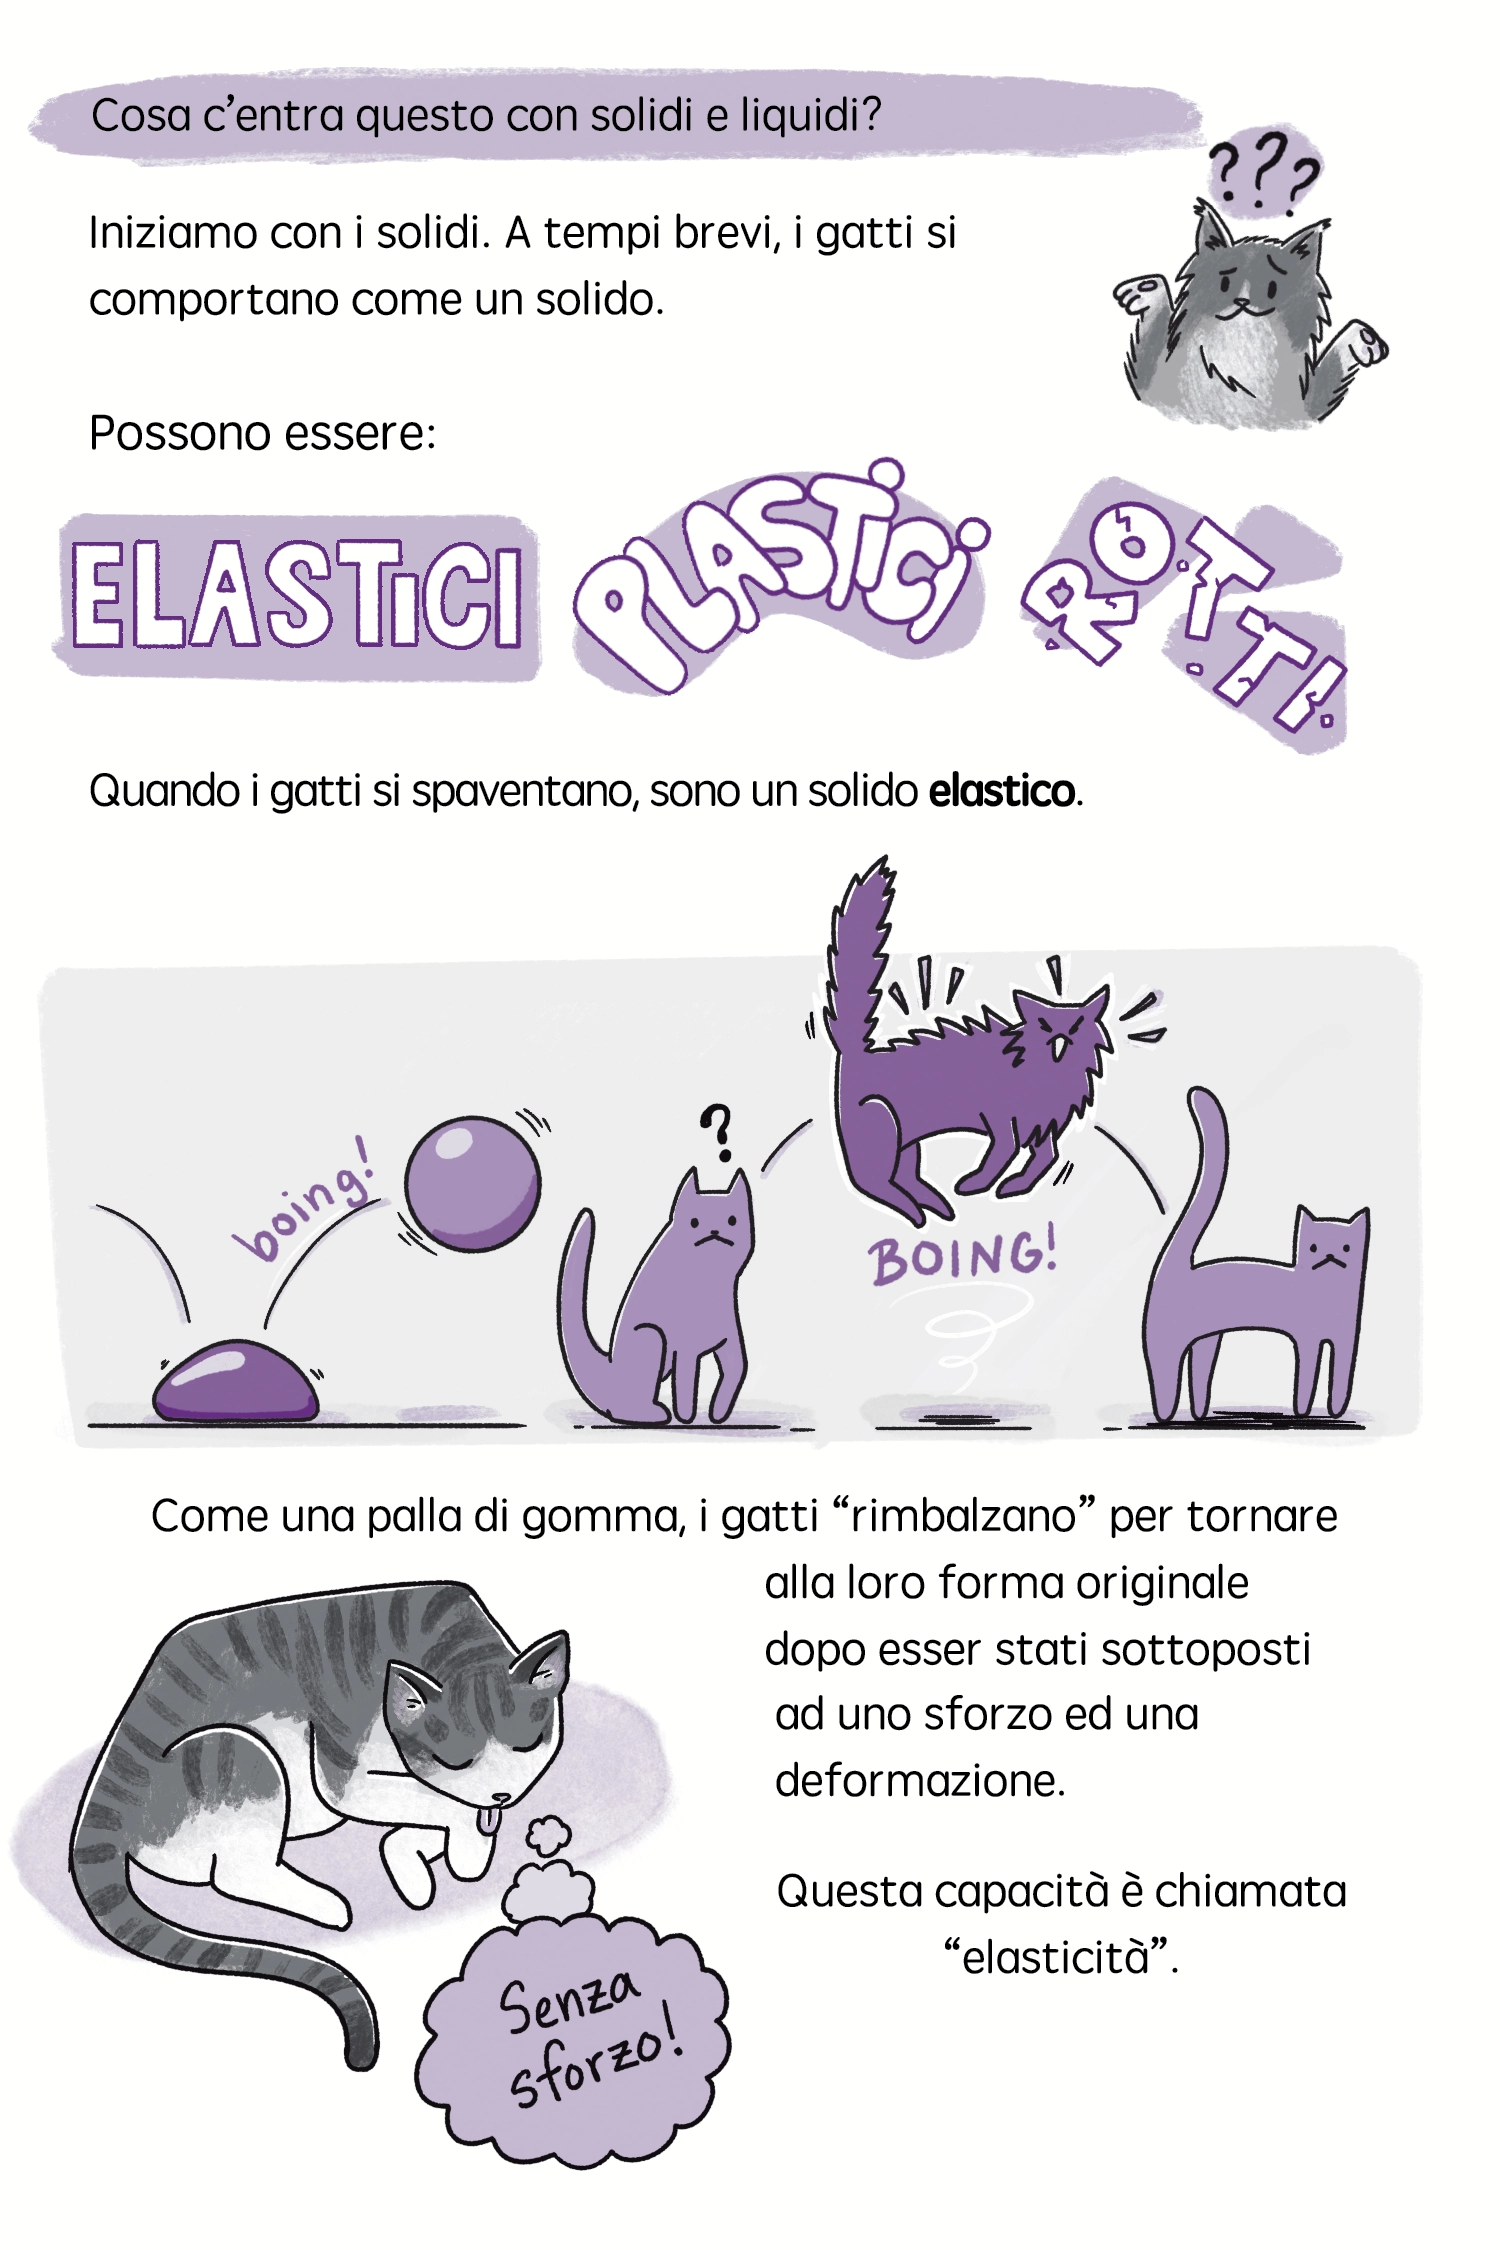 Cosa c’entra questo con solidi e liquidi?
???
Iniziamo con i solidi. A tempi brevi, i gatti si
comportano come un solido.
Possono essere:
ELASTICI PLASTICI ROTTI
Quando i gatti si spaventano, sono un solido elastico.
boing!
?
BOING!
Come una palla di gomma, i gatti “rimbalzano” per tornare
alla loro forma originale
dopo esser stati sottoposti
ad uno sforzo ed una
deformazione.
Questa capacità è chiamata
“elasticità”.
Senza
sforzo!